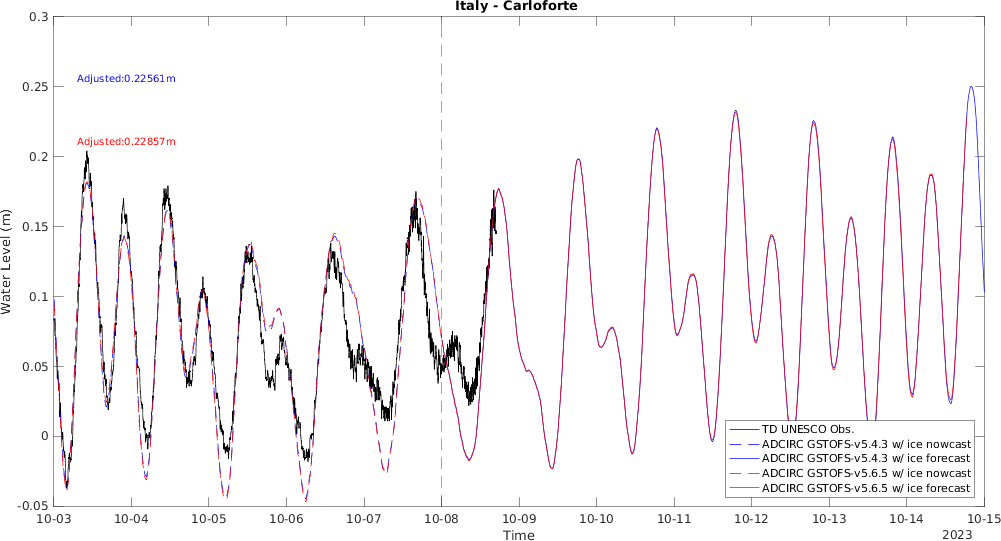 Italy - Carloforte
0.3
0.25
0.2
0.15
0.1
0.05
0
-0.05
Water Level (m)
Adjusted:0.22561m
Adjusted:0.22857m
TD UNESCO Obs.
ADCIRC GSTOFS-v5.4.3 w/ ice nowcast
ADCIRC GSTOFS-v5.4.3 w/ ice forecast
ADCIRC GSTOFS-v5.6.5 w/ ice nowcast
ADCIRC GSTOFS-v5.6.5 w/ ice forecast
10-03 10-04 10-05 10-06 10-07 10-08 10-09 10-10 10-11 10-12 10-13 10-14 10-15
Time
2023